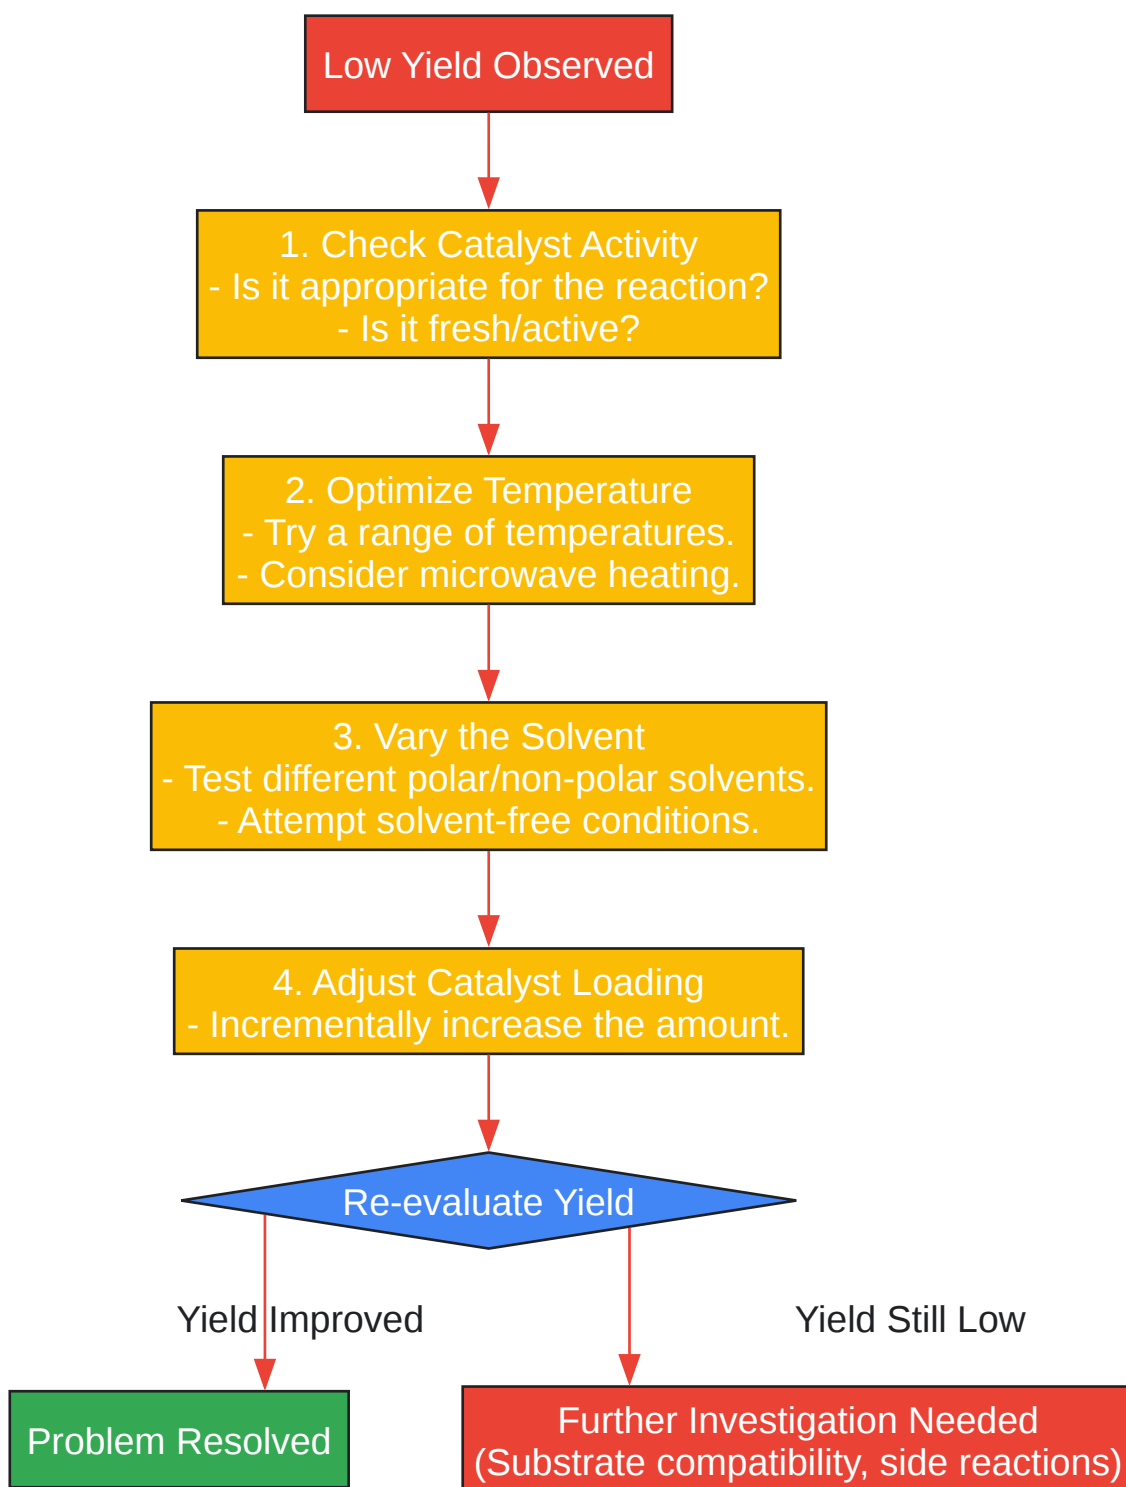 Low Yield Observed
1. Check Catalyst Activity
- Is it appropriate for the reaction?
- Is it fresh/active?
2. Optimize Temperature
- Try a range of temperatures.
- Consider microwave heating.
3. Vary the Solvent
- Test different polar/non-polar solvents.
- Attempt solvent-free conditions.
4. Adjust Catalyst Loading
- Incrementally increase the amount.
Re-evaluate Yield
Yield Improved
Yield Still Low
Problem Resolved
Further Investigation Needed
(Substrate compatibility, side reactions)